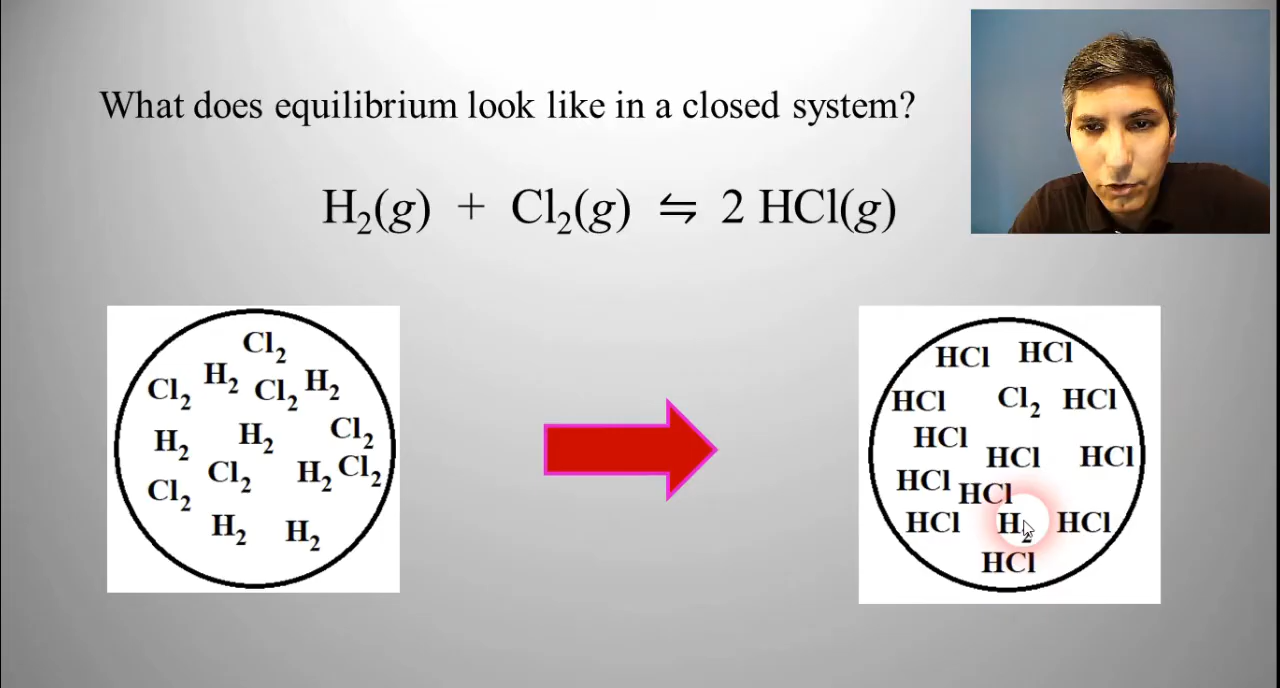 What does equilibrium look like in a closed system?
H₂(g) + Cl₂(g) ⇋ 2 HCl(g)
Cl₂
H₂ H₂
Cl₂ Cl₂
Cl₂
H₂ H₂
Cl₂ H₂ Cl₂
Cl₂
H₂ H₂
HCl HCl
HCl Cl₂ HCl
HCl
HCl HCl
HCl HCl
HCl H₂ HCl
HCl